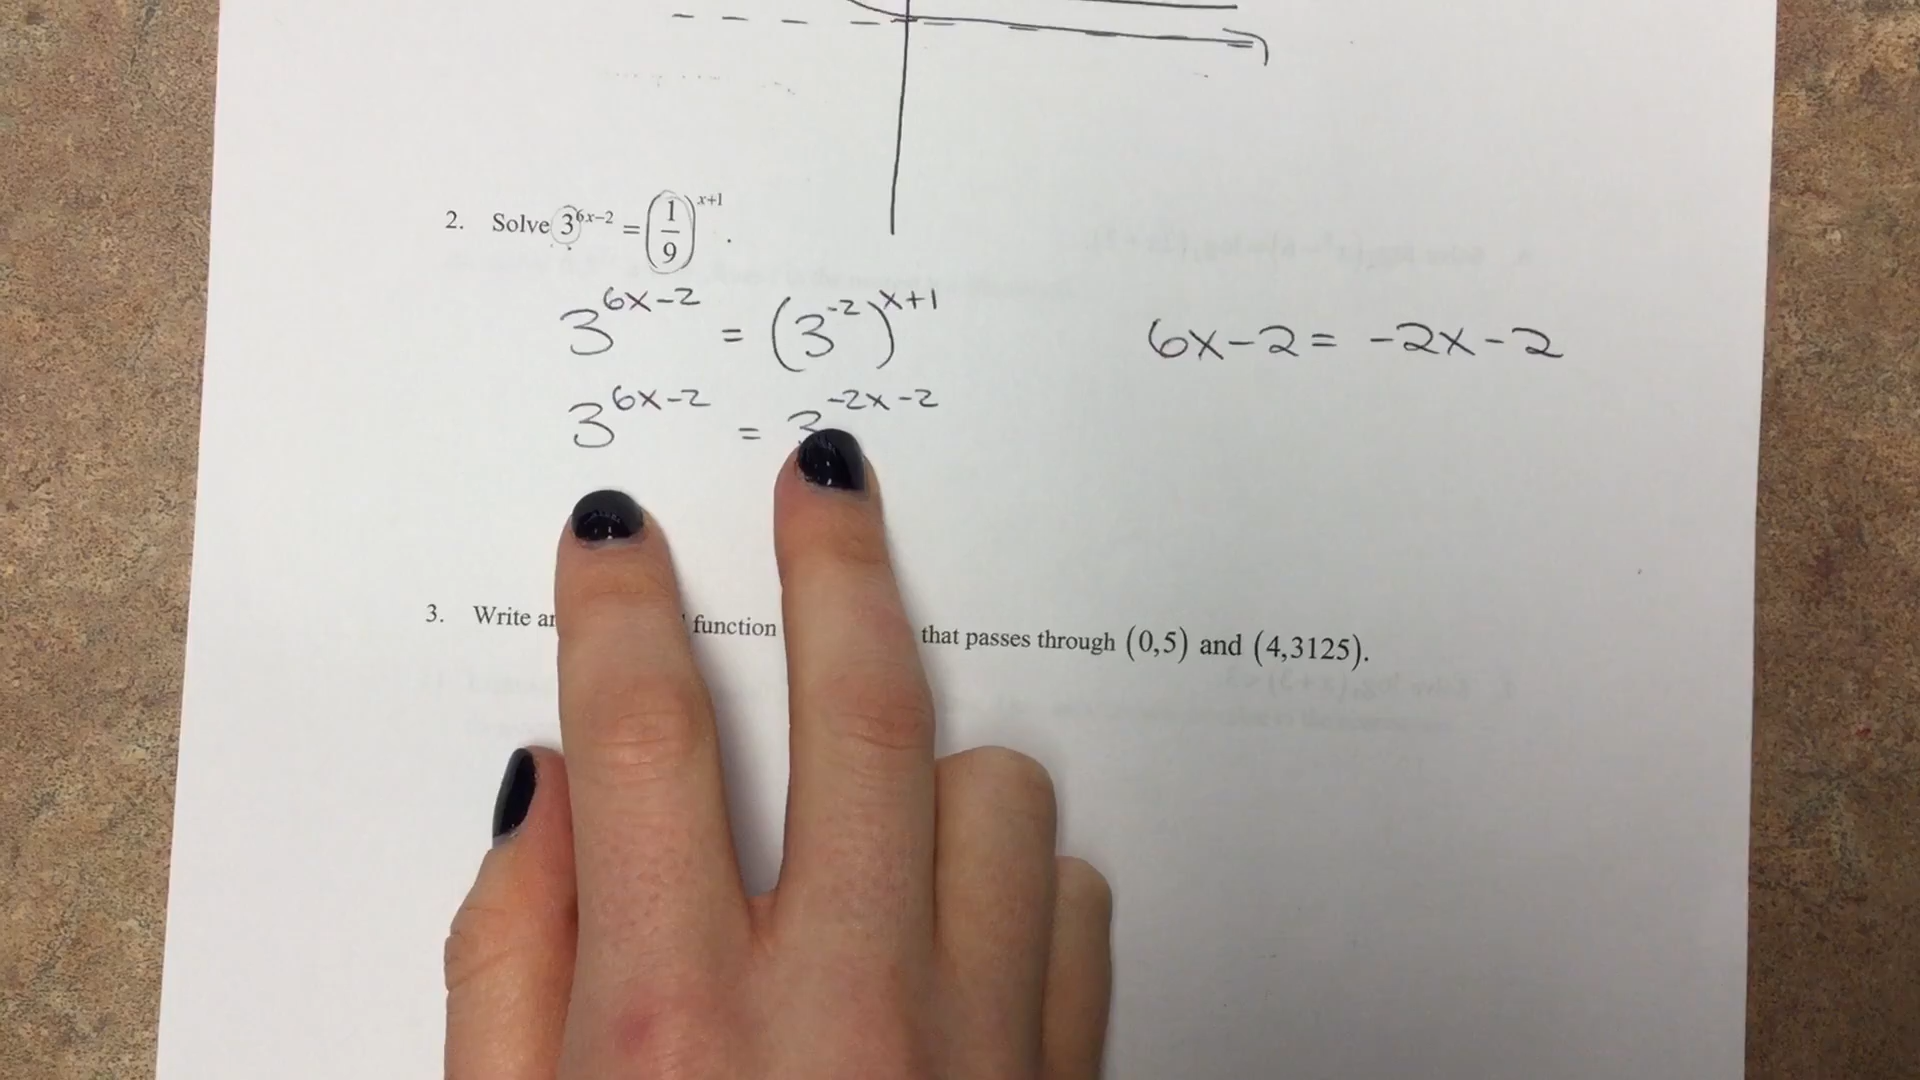 2. Solve 3^{6x-2} = (1/9)^{x+1}.
3^{6x-2} = (3^{-2})^{x+1}
6x-2 = -2x-2
3^{6x-2} = 3^{-2x-2}
3. Write function that passes through (0,5) and (4,3125).